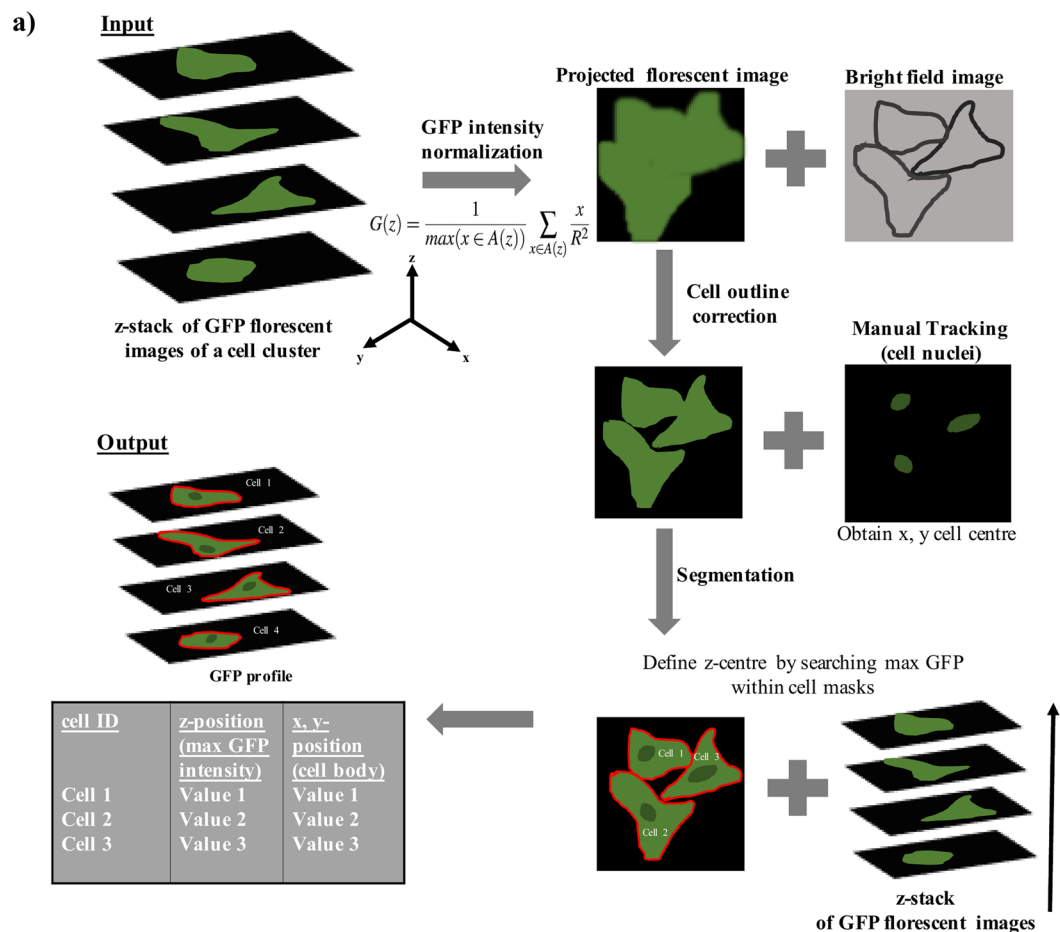 a)
Input
z-stack of GFP florescent
images of a cell cluster
GFP intensity
normalization
G(z) = \frac{1}{max(x ∈ A(z))} \sum_{x∈A(z)} \frac{x}{R^2}
z
y
x
Projected florescent image
Bright field image
Cell outline
correction
Manual Tracking
(cell nuclei)
Obtain x, y cell centre
Segmentation
Define z-centre by searching max GFP
within cell masks
Cell 1
Cell 3
Cell 2
z-stack
of GFP florescent images
Output
Cell 1
Cell 2
Cell 3
Cell 4
GFP profile
cell ID z-position x, y-
(max GFP position
intensity) (cell body)
Cell 1 Value 1 Value 1
Cell 2 Value 2 Value 2
Cell 3 Value 3 Value 3